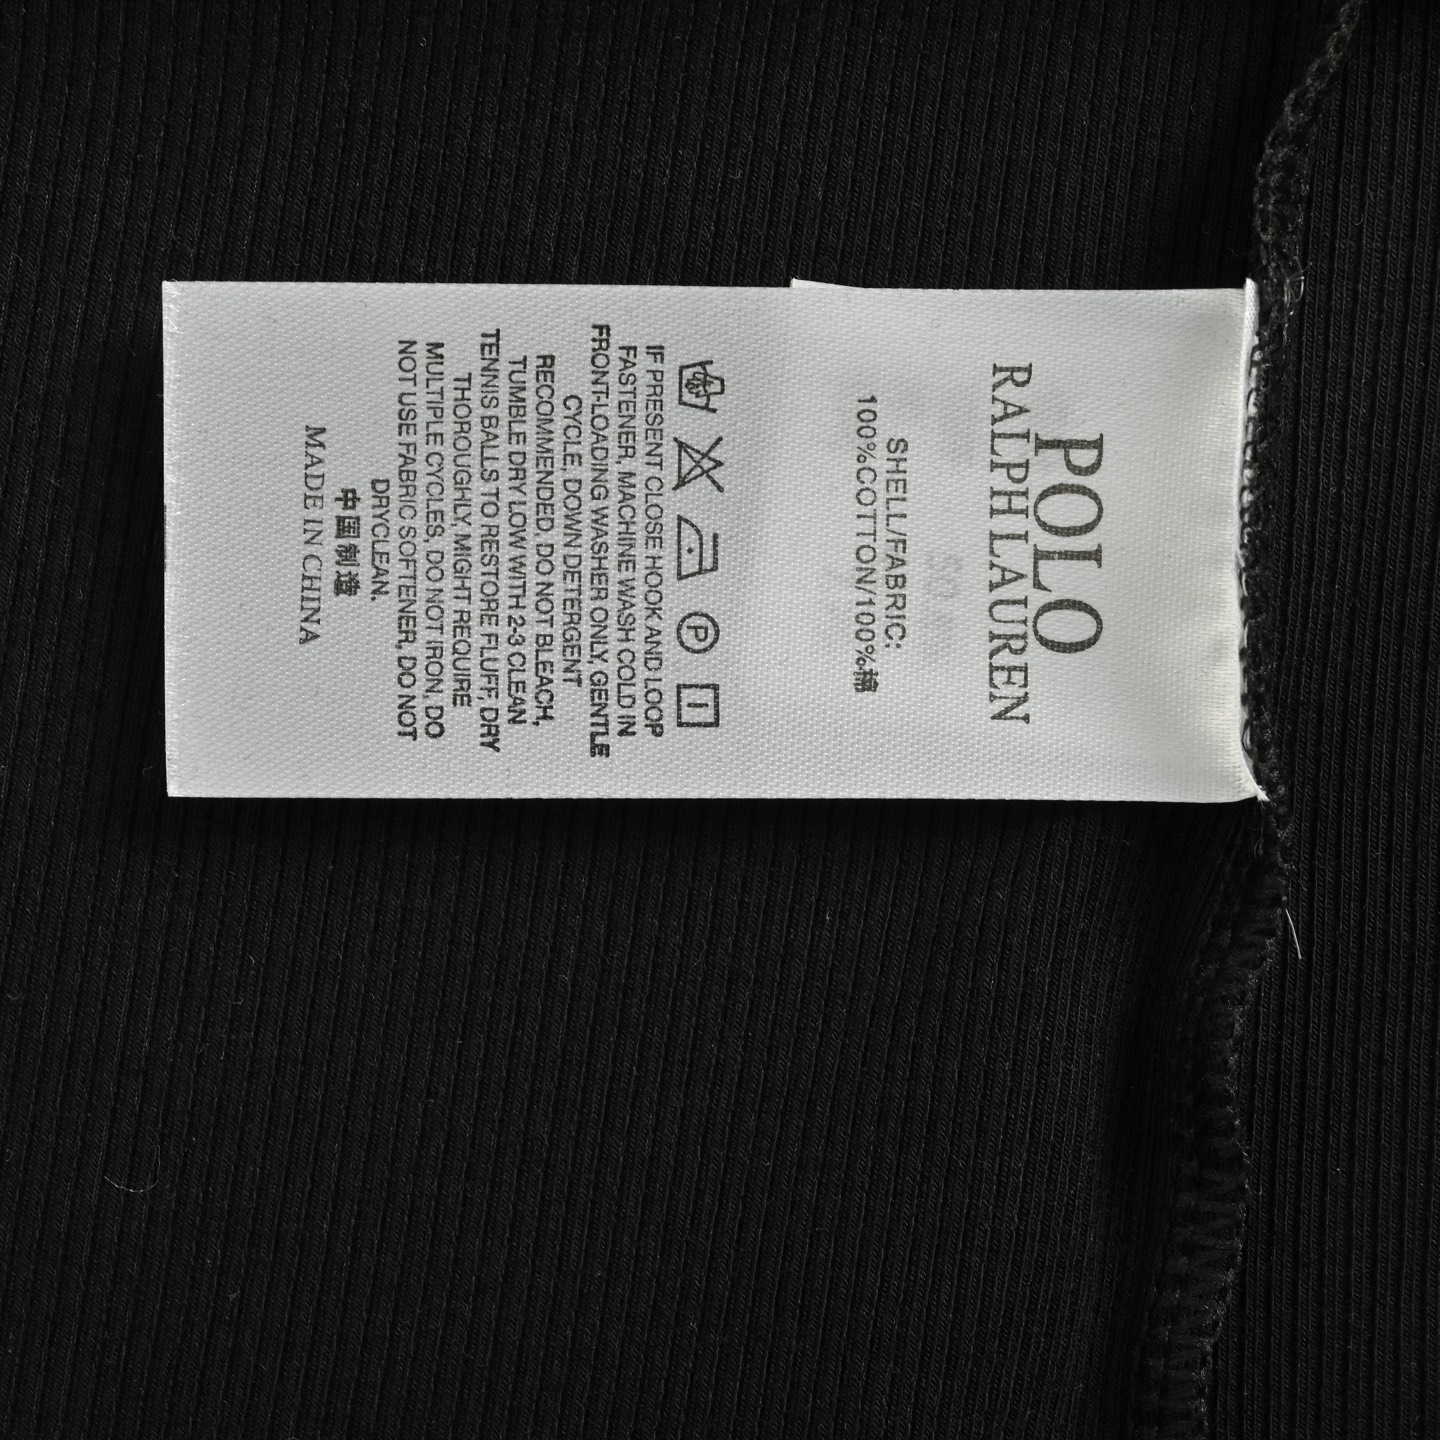 POLO
RALPH LAUREN
SHELL/FABRIC:
100%COTTON/100%棉
P
IF PRESENT CLOSE HOOK AND LOOP
FASTENER, MACHINE WASH COLD IN
FRONT-LOADING WASHER ONLY, GENTLE
CYCLE. DOWN DETERGENT
RECOMMENDED. DO NOT BLEACH,
TUMBLE DRY LOW WITH 2-3 CLEAN
TENNIS BALLS TO RESTORE FLUFF, DRY
THOROUGHLY, MIGHT REQUIRE
MULTIPLE CYCLES, DO NOT IRON, DO
NOT USE FABRIC SOFTENER, DO NOT
DRYCLEAN.
中国制造
MADE IN CHINA